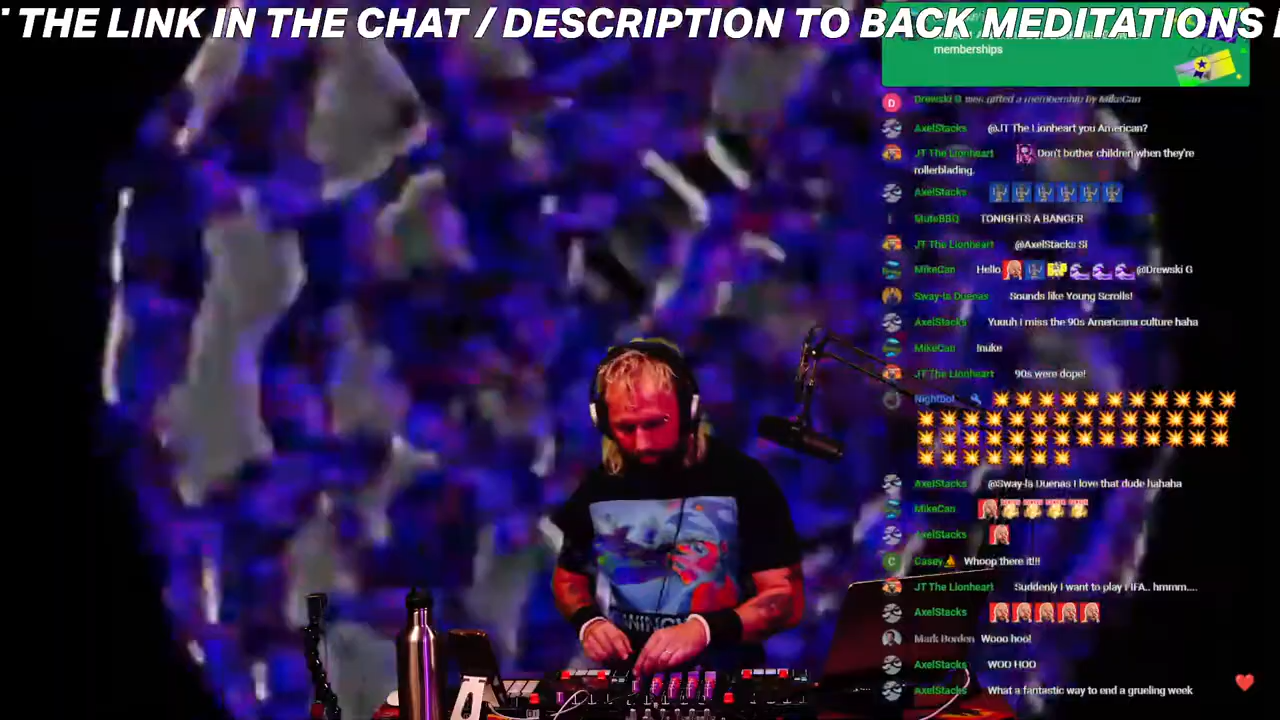 THE LINK IN THE CHAT / DESCRIPTION TO BACK MEDITATIONS
memberships
Drewski G was gifted a membership by MikeCan
AxelStacks @JT The Lionheart you American?
JT The Lionheart Don't bother children when they're
rollerblading.
AxelStacks
MuteBBQ TONIGHTS A BANGER
JT The Lionheart @AxelStacks Si
MikeCan Hello @Drewski G
Sway-la Duenas Sounds like Young Scrolls!
AxelStacks Yuuuh I miss the 90s Americana culture haha
MikeCan !nuke
JT The Lionheart 90s were dope!
Nightbot
AxelStacks @Sway-la Duenas I love that dude hahaha
MikeCan
AxelStacks
Casey Whoop there it!!!
JT The Lionheart Suddenly I want to play FIFA.. hmmm....
AxelStacks
Mark Borden Wooo hoo!
AxelStacks WOO HOO
AxelStacks What a fantastic way to end a grueling week